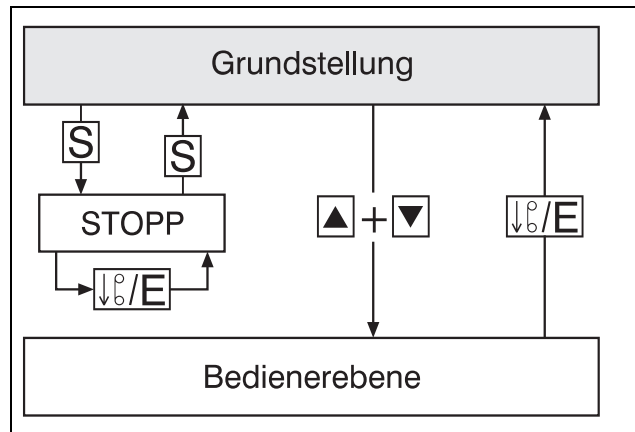 Grundstellung
S
S
STOPP
▲ + ▼
/E
/E
Bedienerebene